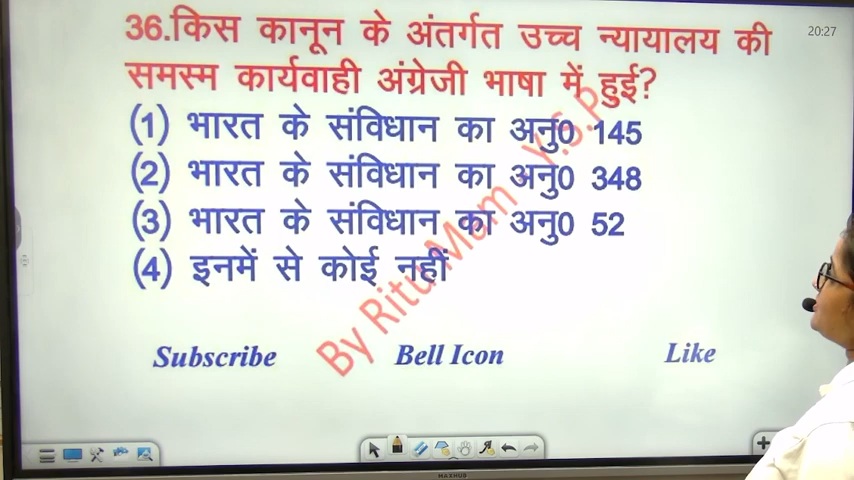 20:27
36.किस कानून के अंतर्गत उच्च न्यायालय की
समस्म कार्यवाही अंग्रेजी भाषा में हुई?
(1) भारत के संविधान का अनु0 145
(2) भारत के संविधान का अनु0 348
(3) भारत के संविधान का अनु0 52
(4) इनमें से कोई नहीं
By Ritu Mam - Y.S.P
Subscribe Bell Icon Like
MAXHUB